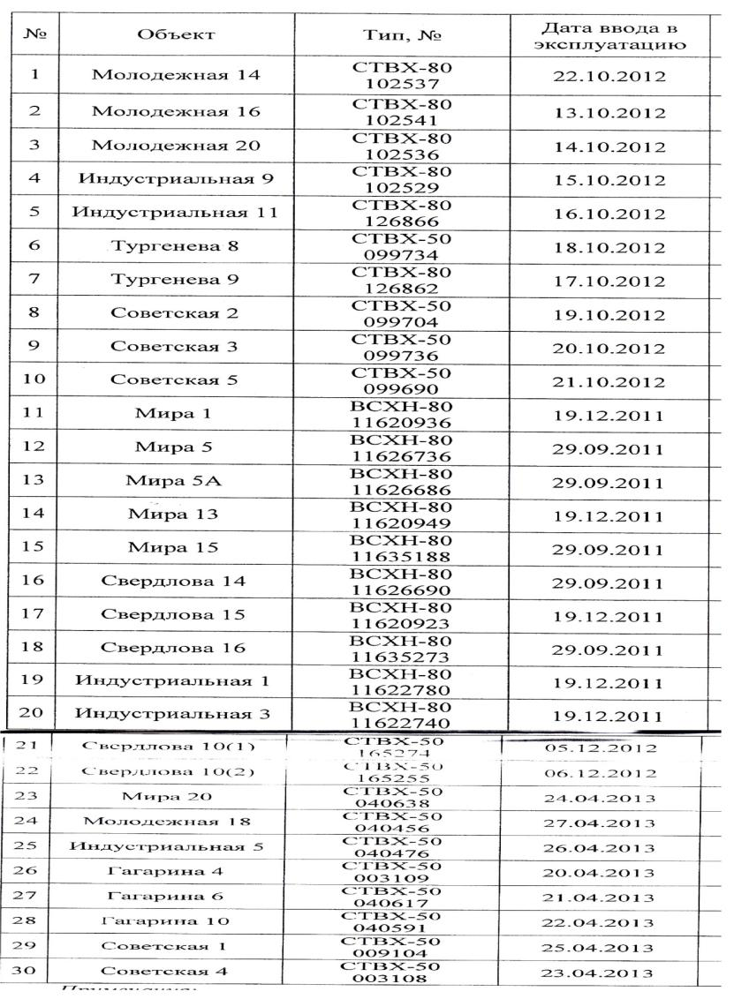 № Объект Тип, № Дата ввода в эксплуатацию
1 Молодежная 14 СТВХ-80 102537 22.10.2012
2 Молодежная 16 СТВХ-80 102541 13.10.2012
3 Молодежная 20 СТВХ-80 102536 14.10.2012
4 Индустриальная 9 СТВХ-80 102529 15.10.2012
5 Индустриальная 11 СТВХ-80 126866 16.10.2012
6 Тургенева 8 СТВХ-50 099734 18.10.2012
7 Тургенева 9 СТВХ-80 126862 17.10.2012
8 Советская 2 СТВХ-50 099704 19.10.2012
9 Советская 3 СТВХ-50 099736 20.10.2012
10 Советская 5 СТВХ-50 099690 21.10.2012
11 Мира 1 ВСХН-80 11620936 19.12.2011
12 Мира 5 ВСХН-80 11626736 29.09.2011
13 Мира 5А ВСХН-80 11626686 29.09.2011
14 Мира 13 ВСХН-80 11620949 19.12.2011
15 Мира 15 ВСХН-80 11635188 29.09.2011
16 Свердлова 14 ВСХН-80 11626690 29.09.2011
17 Свердлова 15 ВСХН-80 11620923 19.12.2011
18 Свердлова 16 ВСХН-80 11635273 29.09.2011
19 Индустриальная 1 ВСХН-80 11622780 19.12.2011
20 Индустриальная 3 ВСХН-80 11622740 19.12.2011
21 Свердлова 10(1) СТВХ-50 165274 05.12.2012
22 Свердлова 10(2) СТВХ-50 165255 06.12.2012
23 Мира 20 СТВХ-50 040638 24.04.2013
24 Молодежная 18 СТВХ-50 040456 27.04.2013
25 Индустриальная 5 СТВХ-50 040476 26.04.2013
26 Гагарина 4 СТВХ-50 003109 20.04.2013
27 Гагарина 6 СТВХ-50 040617 21.04.2013
28 Гагарина 10 СТВХ-50 040591 22.04.2013
29 Советская 1 СТВХ-50 009104 25.04.2013
30 Советская 4 СТВХ-50 003108 23.04.2013